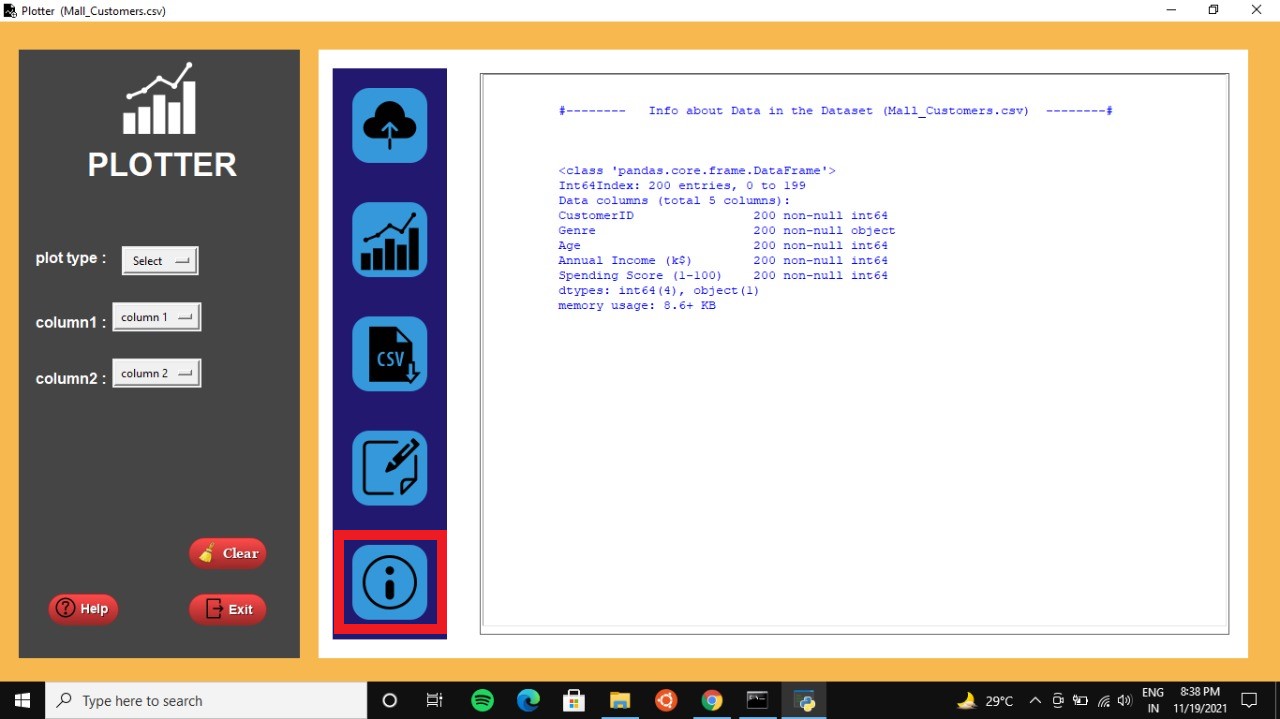 Plotter (Mall_Customers.csv)
PLOTTER
plot type : Select
column1 : column 1
column2 : column 2
Clear
Help
Exit
CSV
#-------- Info about Data in the Dataset (Mall_Customers.csv) --------#
<class 'pandas.core.frame.DataFrame'>
Int64Index: 200 entries, 0 to 199
Data columns (total 5 columns):
CustomerID 200 non-null int64
Genre 200 non-null object
Age 200 non-null int64
Annual Income (k$) 200 non-null int64
Spending Score (1-100) 200 non-null int64
dtypes: int64(4), object(1)
memory usage: 8.6+ KB
Type here to search
29°C
ENG
IN
8:38 PM
11/19/2021